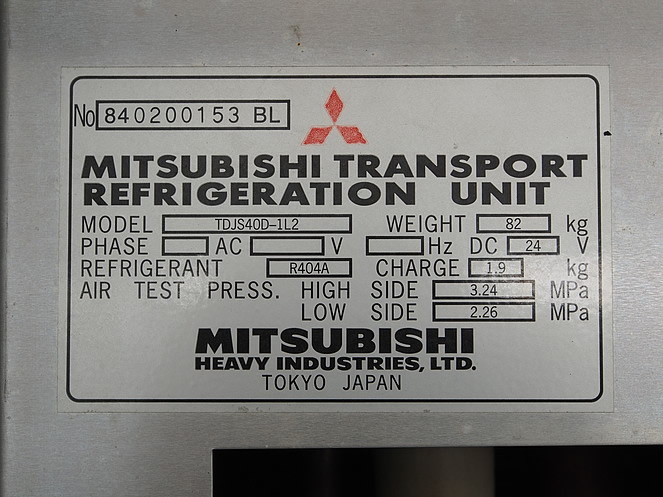 No 840200153 BL
MITSUBISHI TRANSPORT
REFRIGERATION UNIT
MODEL TDJS40D-1L2 WEIGHT 82 kg
PHASE AC V Hz DC 24 V
REFRIGERANT R404A CHARGE 1.9 kg
AIR TEST PRESS. HIGH SIDE 3.24 MPa
LOW SIDE 2.26 MPa
MITSUBISHI
HEAVY INDUSTRIES, LTD.
TOKYO JAPAN